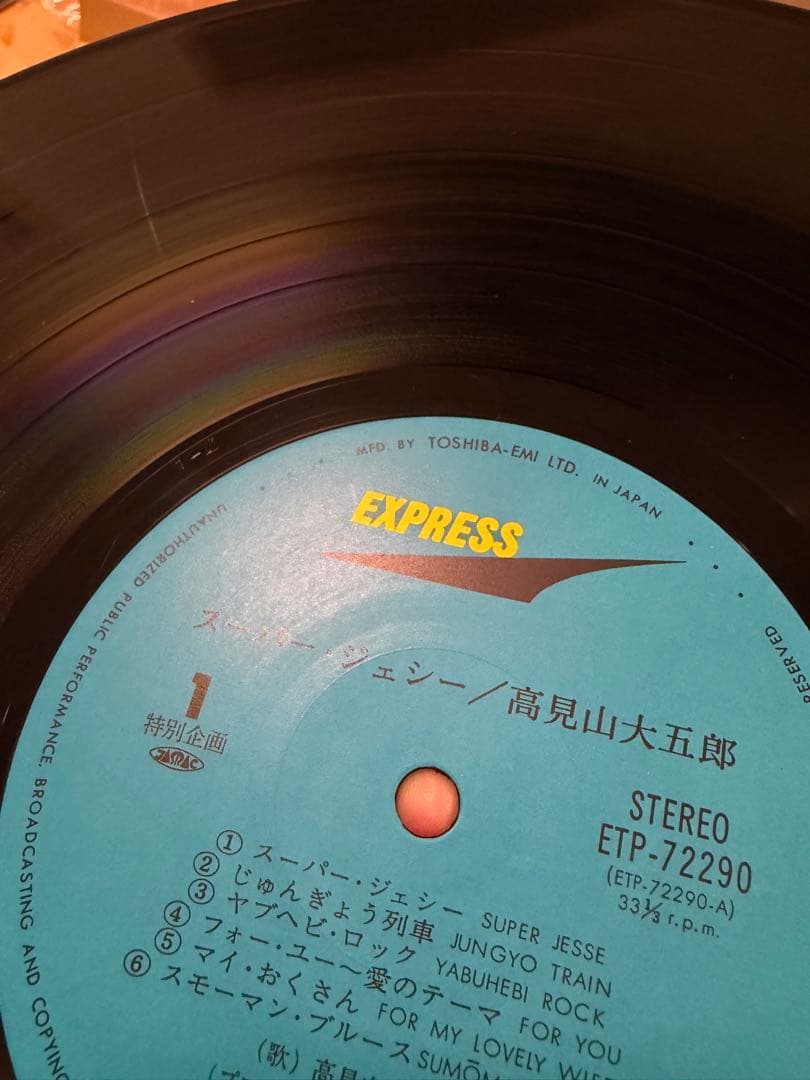 MFD. BY TOSHIBA-EMI LTD. IN JAPAN
UNAUTHORIZED PUBLIC PERFORMANCE, BROADCASTING AND COPYING
RESERVED
EXPRESS
スーパー・ジェシー/高見山大五郎
1
特別企画
JASRAC
STEREO
ETP-72290
(ETP-72290-A)
33⅓ r.p.m.
① スーパー・ジェシー SUPER JESSE
② じゅんぎょう列車 JUNGYO TRAIN
③ ヤブヘビ・ロック YABUHEBI ROCK
④ フォー・ユー〜愛のテーマ FOR YOU
⑤ マイ・おくさん FOR MY LOVELY
⑥ スモーマン・ブルース
(歌) 高見
1-2